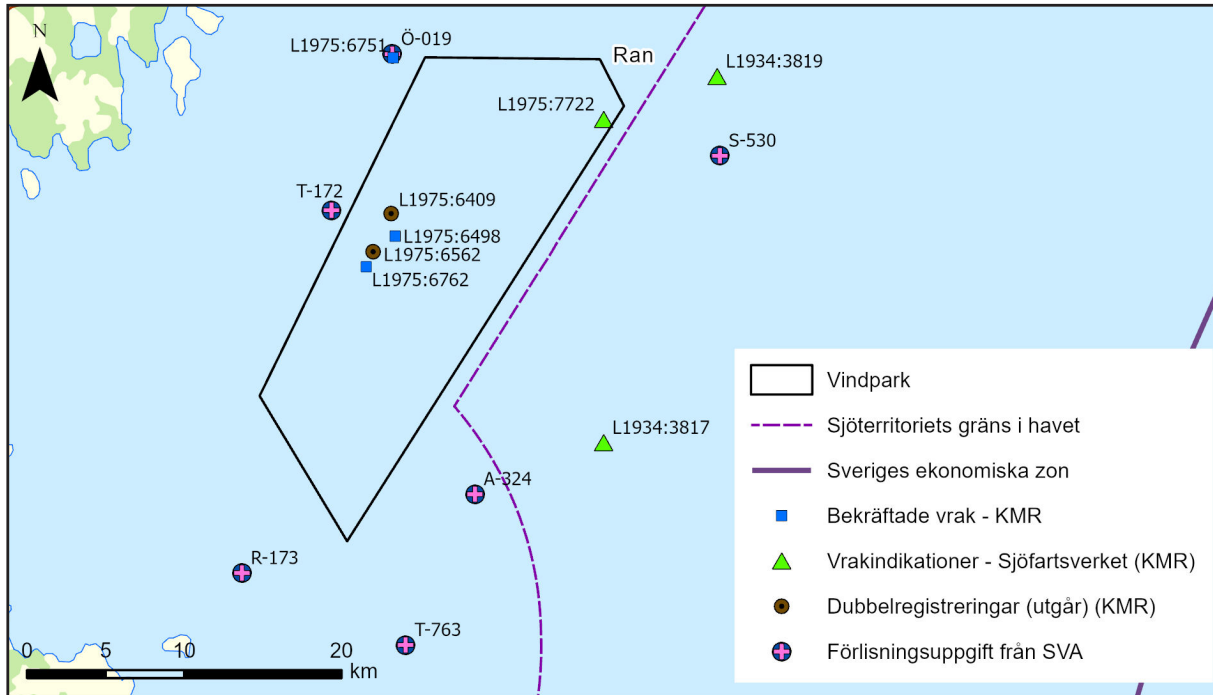 N
L1975:6751
Ö-019
Ran
L1934:3819
L1975:7722
S-530
T-172
L1975:6409
L1975:6498
L1975:6562
L1975:6762
L1934:3817
A-324
R-173
T-763
0 5 10 20
km
Vindpark
Sjöterritoriets gräns i havet
Sveriges ekonomiska zon
Bekräftade vrak - KMR
Vrakindikationer - Sjöfartsverket (KMR)
Dubbelregistreringar (utgår) (KMR)
Förlisningsuppgift från SVA